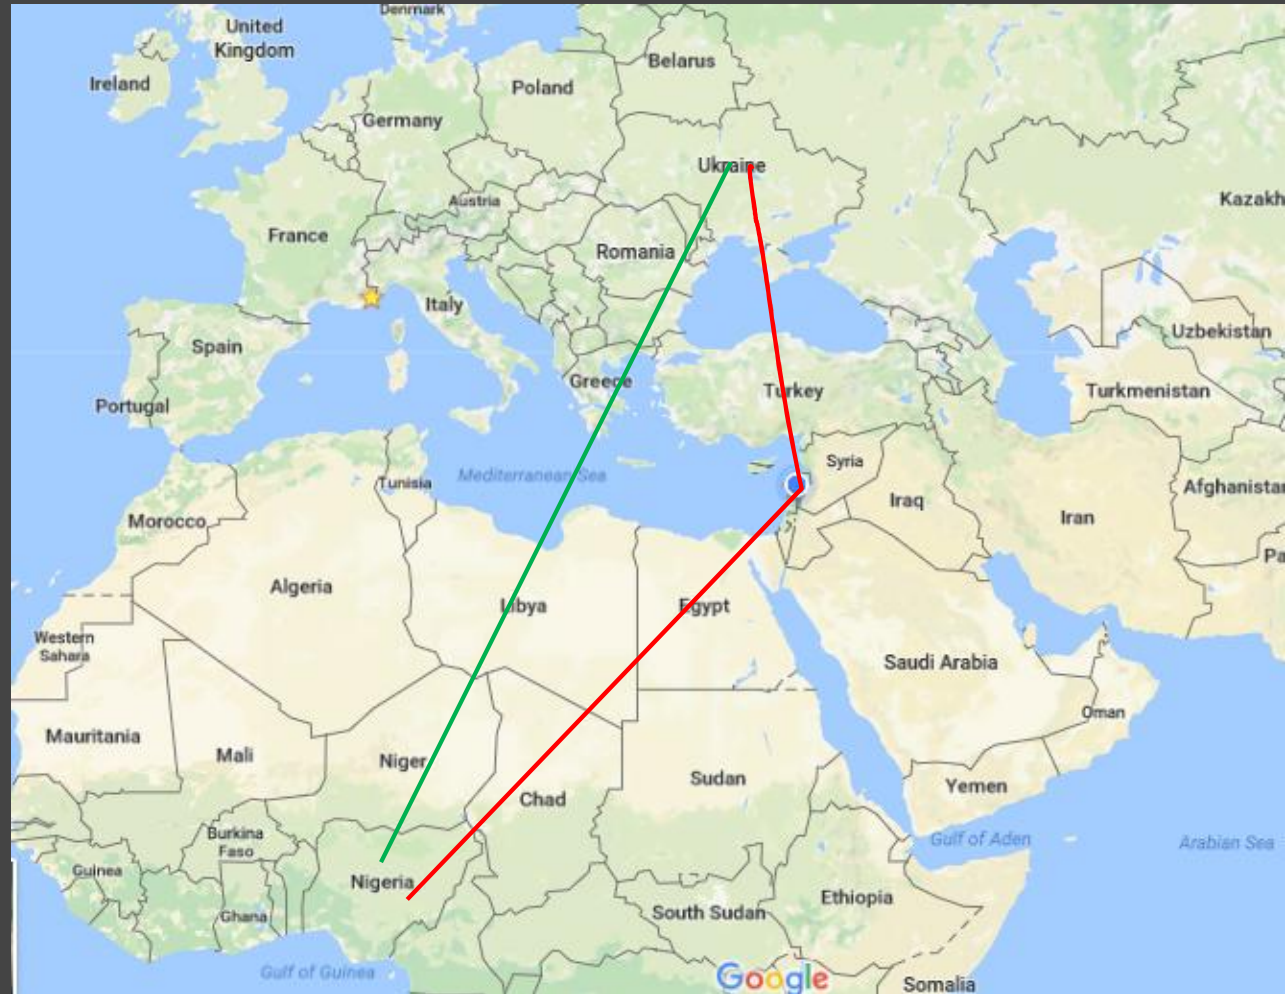 Denmark
United
Kingdom
Belarus
Ireland
Poland
Germany
Ukraine
Austria
Kazakh
France
Romania
Italy
Uzbekistan
Spain
Greece
Turkey
Turkmenistan
Portugal
Syria
Mediterranean Sea
Tunisia
Afghanistan
Iraq
Morocco
Iran
Pa
Algeria
Libya
Egypt
Western
Sahara
Saudi Arabia
Oman
Mauritania
Mali
Niger
Sudan
Yemen
Chad
Burkina
Faso
Gulf of Aden
Arabian Sea
Guinea
Nigeria
Ethiopia
Ghana
South Sudan
Gulf of Guinea
Google
Somalia